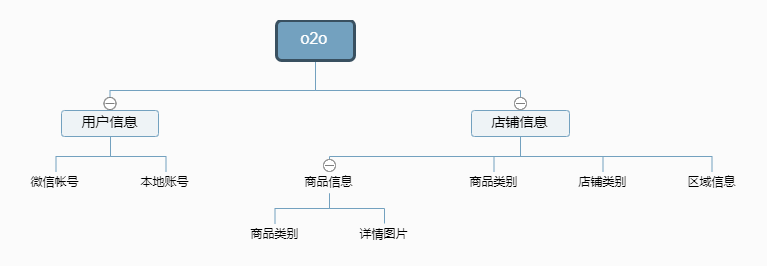 o2o
用户信息
店铺信息
微信帐号
本地账号
商品信息
商品类别
店铺类别
区域信息
商品类别
详情图片